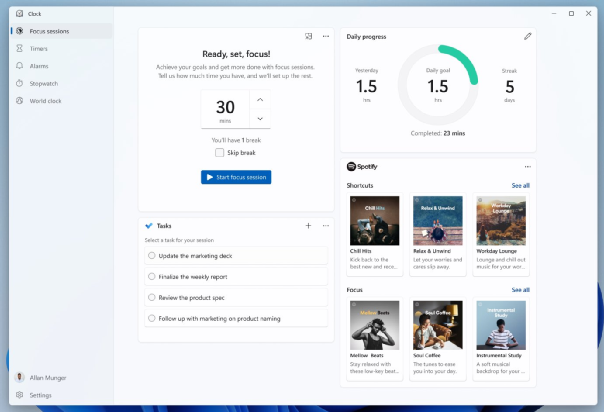 Clock
Focus sessions
Timers
Alarms
Stopwatch
World clock
Allan Munger
Settings
Ready, set, focus!
Achieve your goals and get more done with focus sessions.
Tell us how much time you have, and we'll set up the rest.
30
mins
You'll have 1 break
Skip break
Start focus session
Tasks
Select a task for your session
Update the marketing deck
Finalize the weekly report
Review the product spec
Follow up with marketing on product naming
Daily progress
Yesterday
1.5
hrs
Daily goal
1.5
hrs
Streak
5
days
Completed: 23 mins
Spotify
Shortcuts
See all
Chill Hits
Relax & Unwind
Workday
Lounge
Chill Hits
Kick back to the
best new and rece...
Relax & Unwind
Let your worries and
cares slip away.
Workday Lounge
Lounge and chill out
music for your wor...
Focus
See all
Mellow Beats
Soul Coffee
Instrumental
Study
Mellow Beats
Stay relaxed with
these low-key beat...
Soul Coffee
The tunes to ease
you into your day.
Instrumental Study
A soft musical
backdrop for your ...